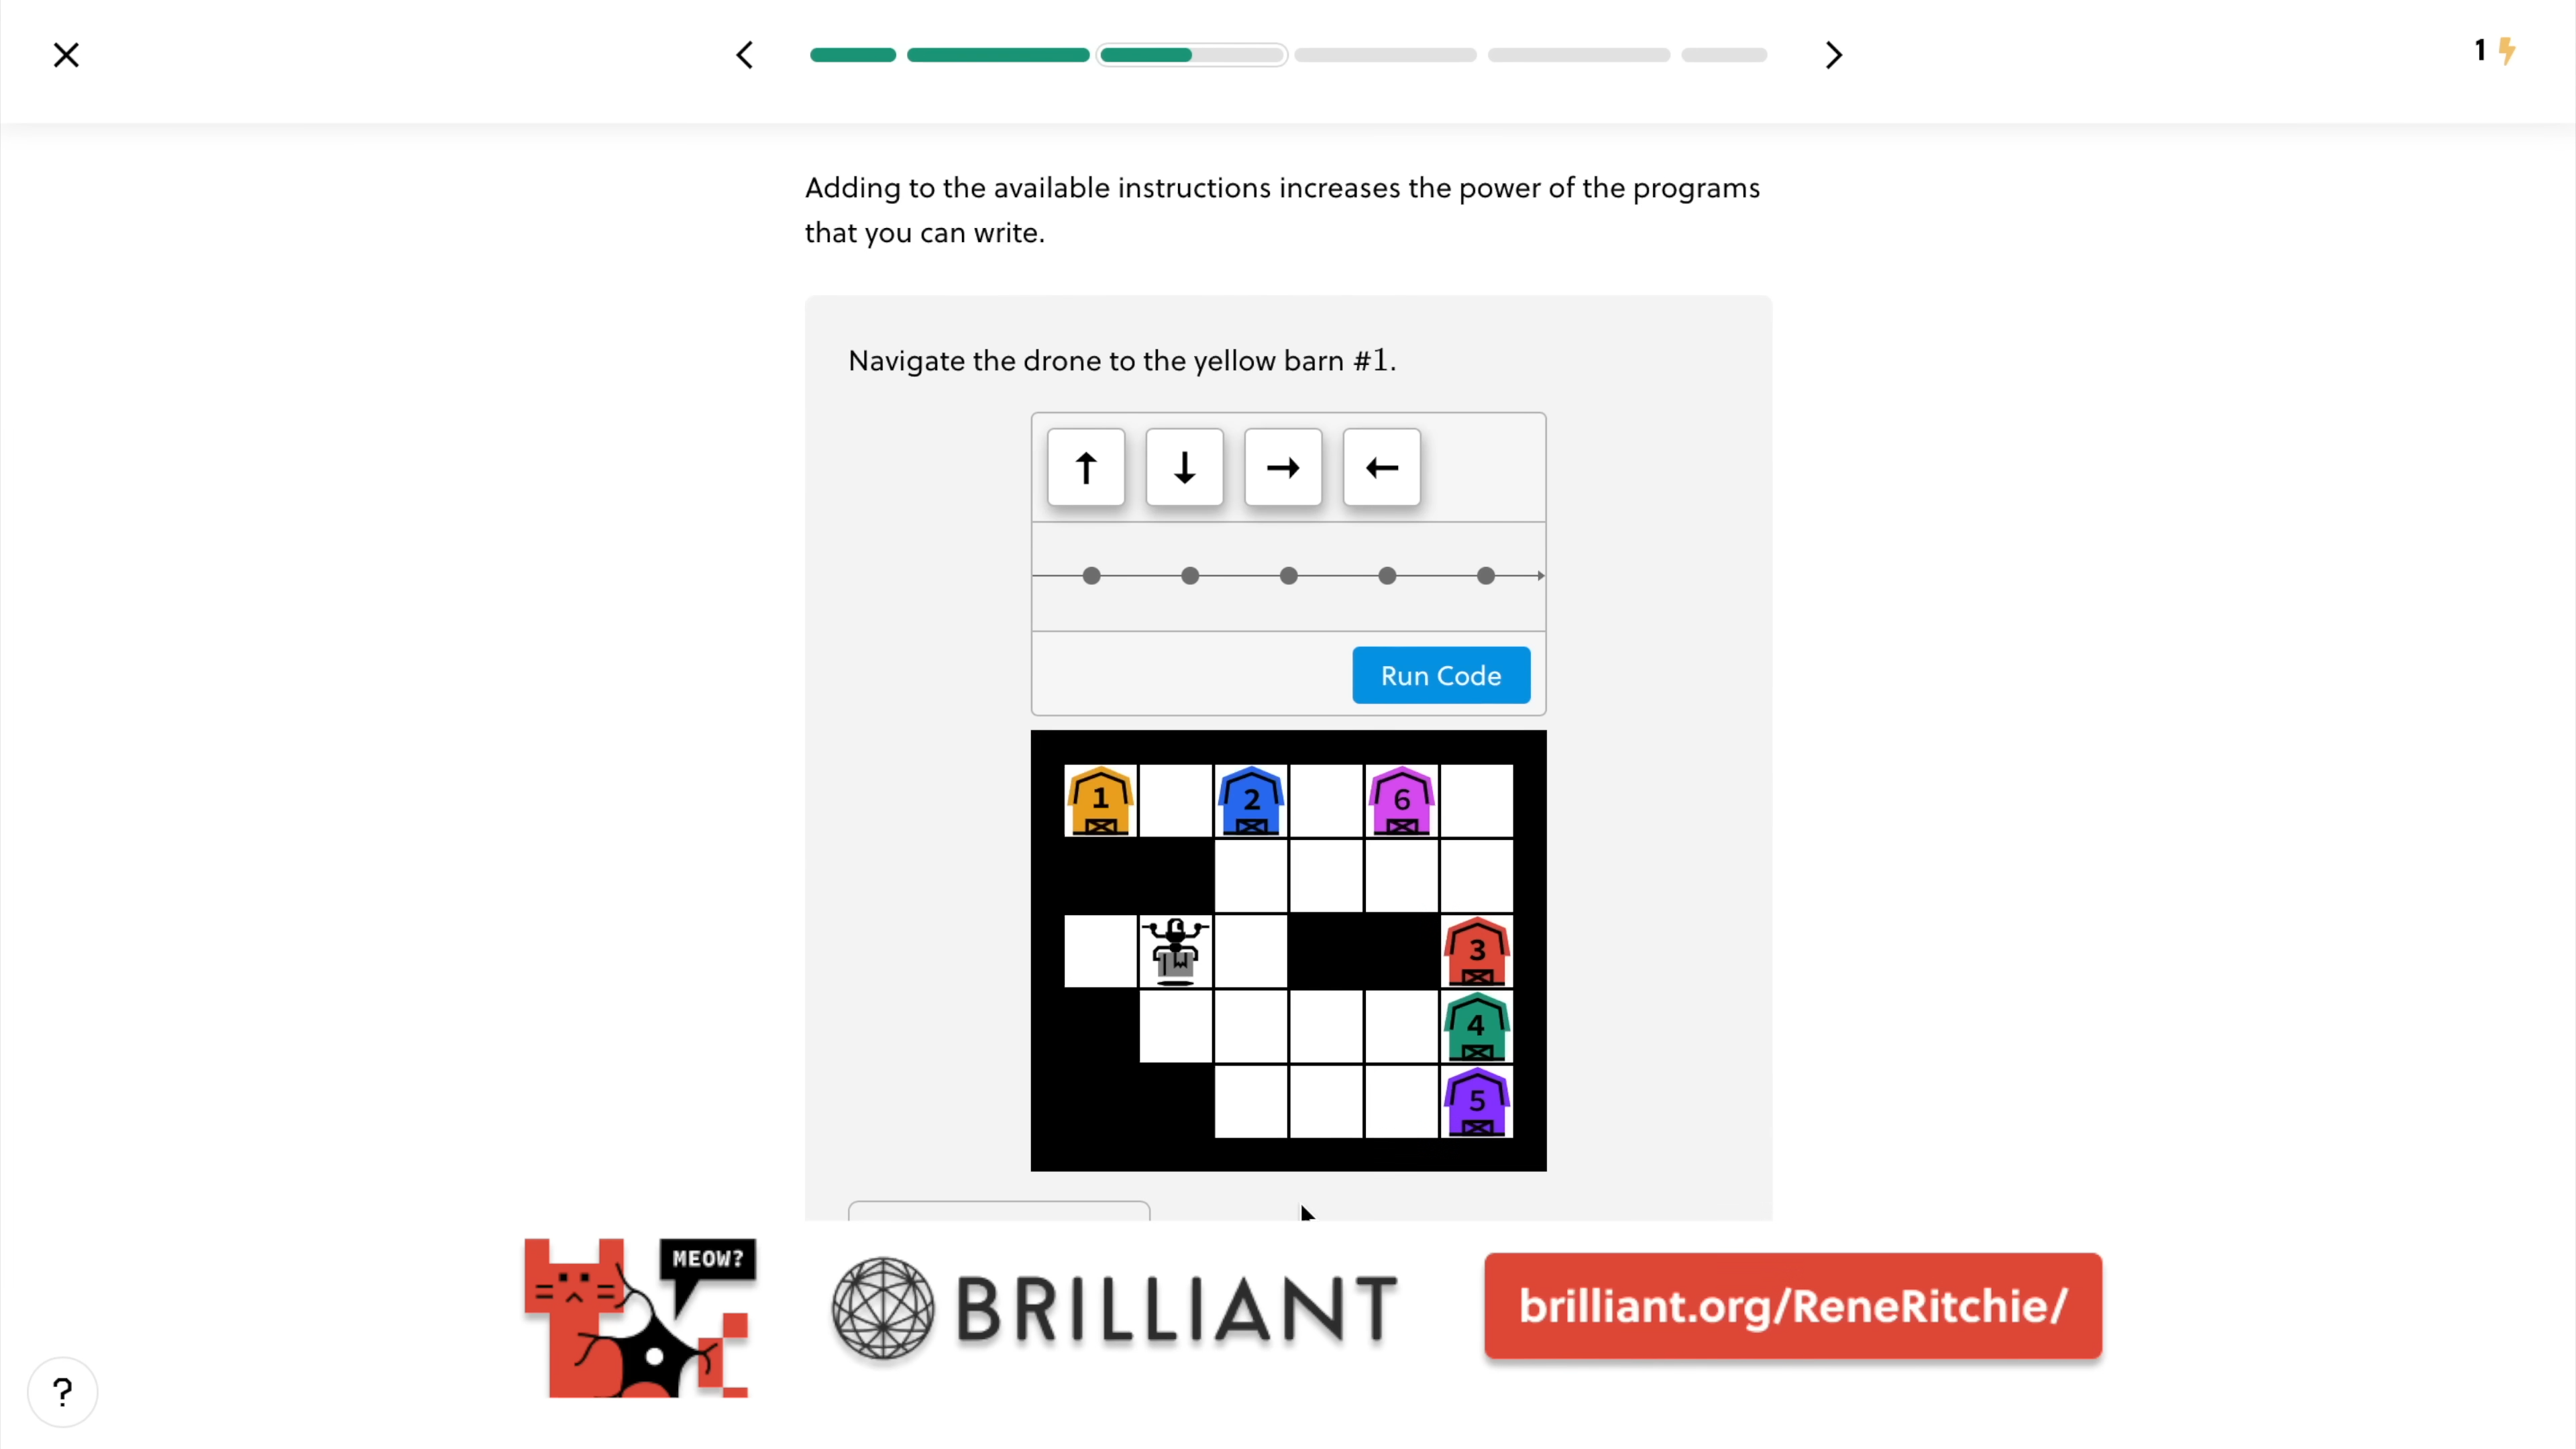 1
Adding to the available instructions increases the power of the programs
that you can write.
Navigate the drone to the yellow barn #1.
↑ ↓ → ←
Run Code
1 2 6
3
4
5
MEOW?
BRILLIANT
brilliant.org/ReneRitchie/
?